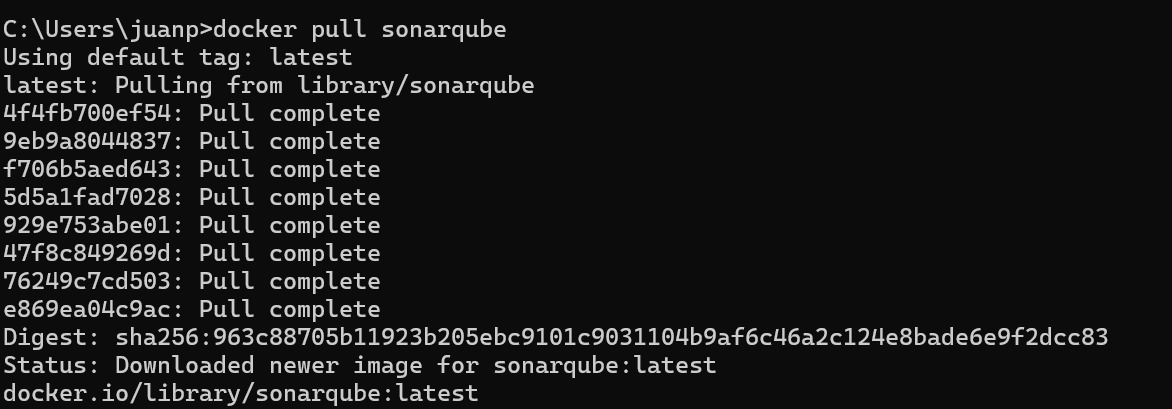 C:\Users\juanp>docker pull sonarqube
Using default tag: latest
latest: Pulling from library/sonarqube
4f4fb700ef54: Pull complete
9eb9a8044837: Pull complete
f706b5aed643: Pull complete
5d5a1fad7028: Pull complete
929e753abe01: Pull complete
47f8c849269d: Pull complete
76249c7cd503: Pull complete
e869ea04c9ac: Pull complete
Digest: sha256:963c88705b11923b205ebc9101c9031104b9af6c46a2c124e8bade6e9f2dcc83
Status: Downloaded newer image for sonarqube:latest
docker.io/library/sonarqube:latest